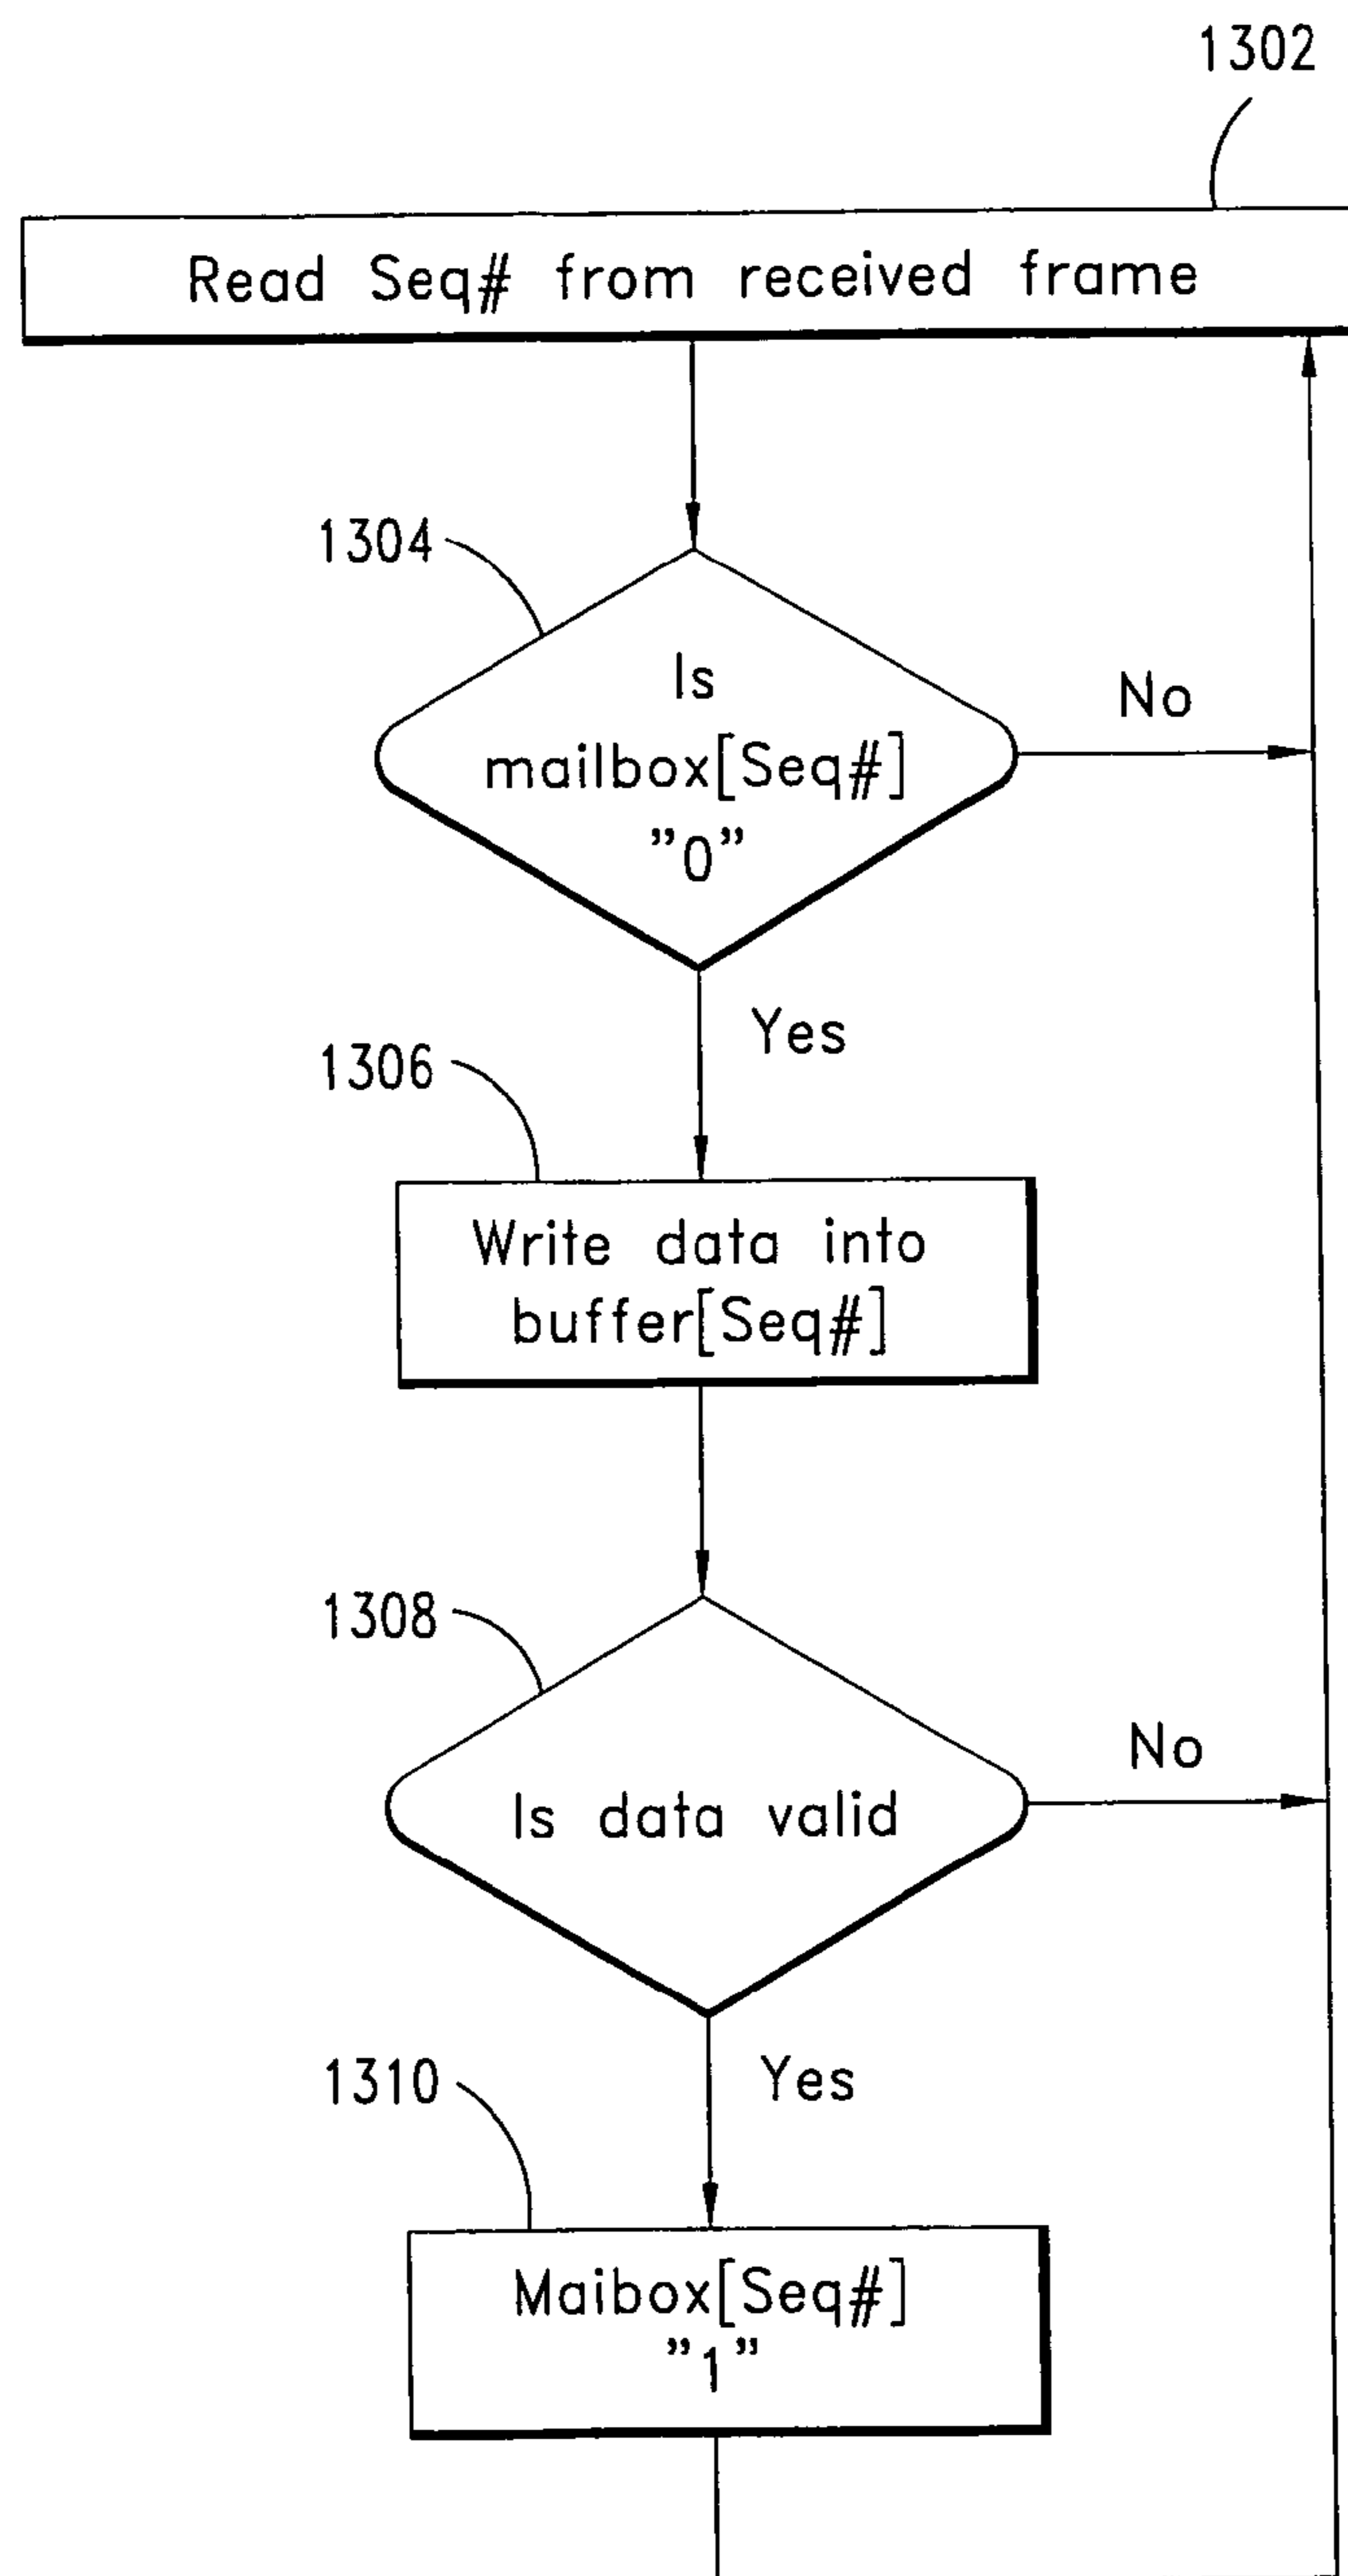 1302
Read Seq# from received frame
1304
Is
mailbox[Seq#]
”0”
No
Yes
1306
Write data into
buffer[Seq#]
1308
Is data valid
No
Yes
1310
Maibox[Seq#]
”1”